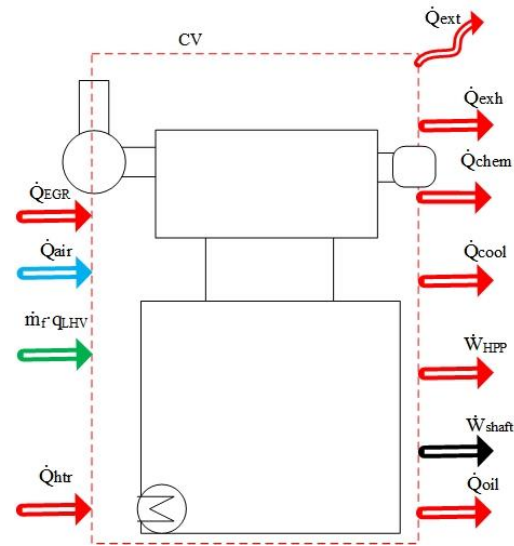 CV
Q̇ext
Q̇exh
Q̇chem
Q̇EGR
Q̇air
Q̇cool
ṁf·qLHV
ẆHPP
Ẇshaft
Q̇htr
Q̇oil